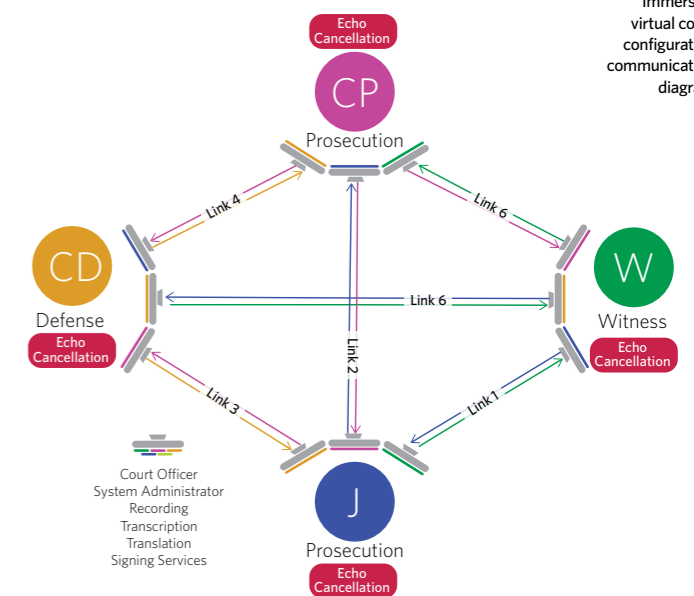 Echo
Cancellation
virtual co
configurat
communicat
diagra
CP
Prosecution
Link 4
Link 6
CD
Defense
Echo
Cancellation
Link 6
W
Witness
Echo
Cancellation
Link 2
Link 3
Link 1
Court Officer
System Administrator
Recording
Transcription
Translation
Signing Services
J
Prosecution
Echo
Cancellation